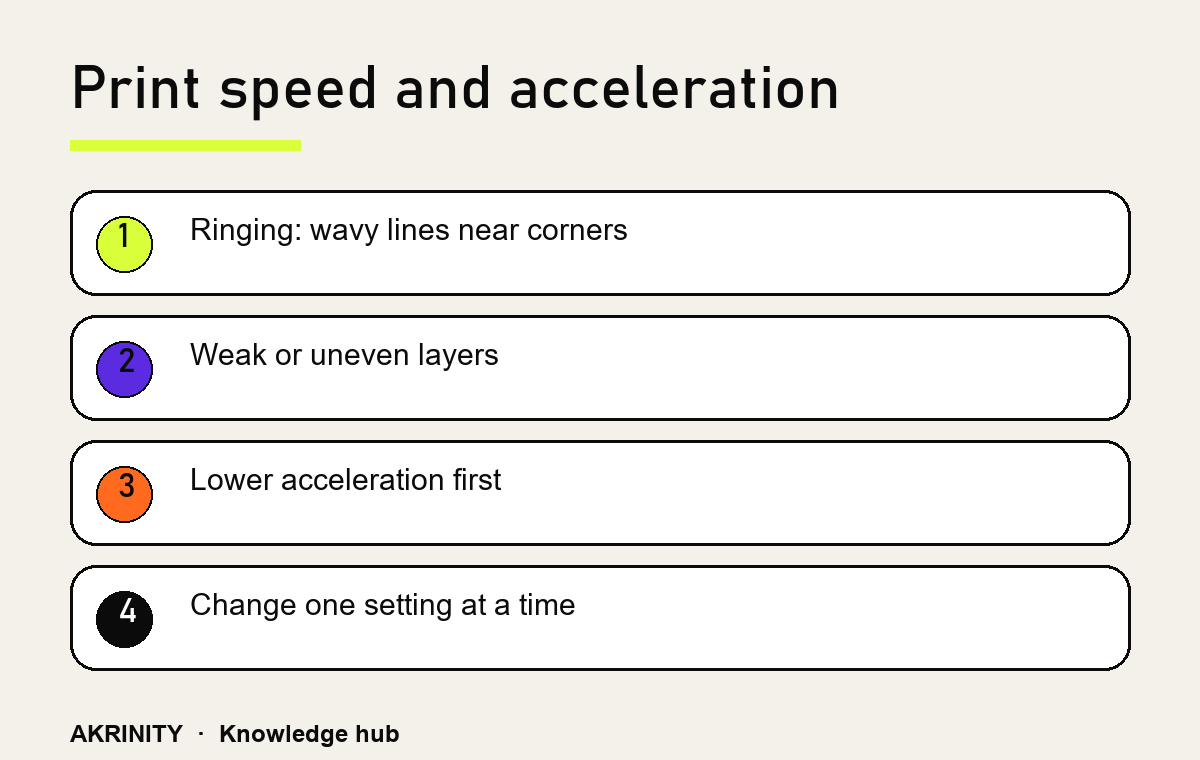 Print speed and acceleration
1 Ringing: wavy lines near corners
2 Weak or uneven layers
3 Lower acceleration first
4 Change one setting at a time
AKRINITY · Knowledge hub